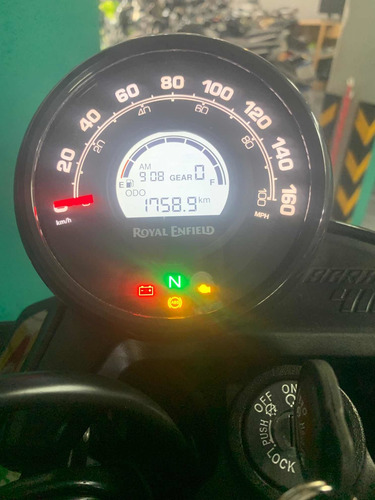 20 40 60 80 100 120 140 160
20 40 60 80 100
km/h
MPH
AM
9:08 GEAR 0
E F
ODO
1758.9 km
ROYAL ENFIELD
N
ABS
OFF ON
PUSH
LOCK